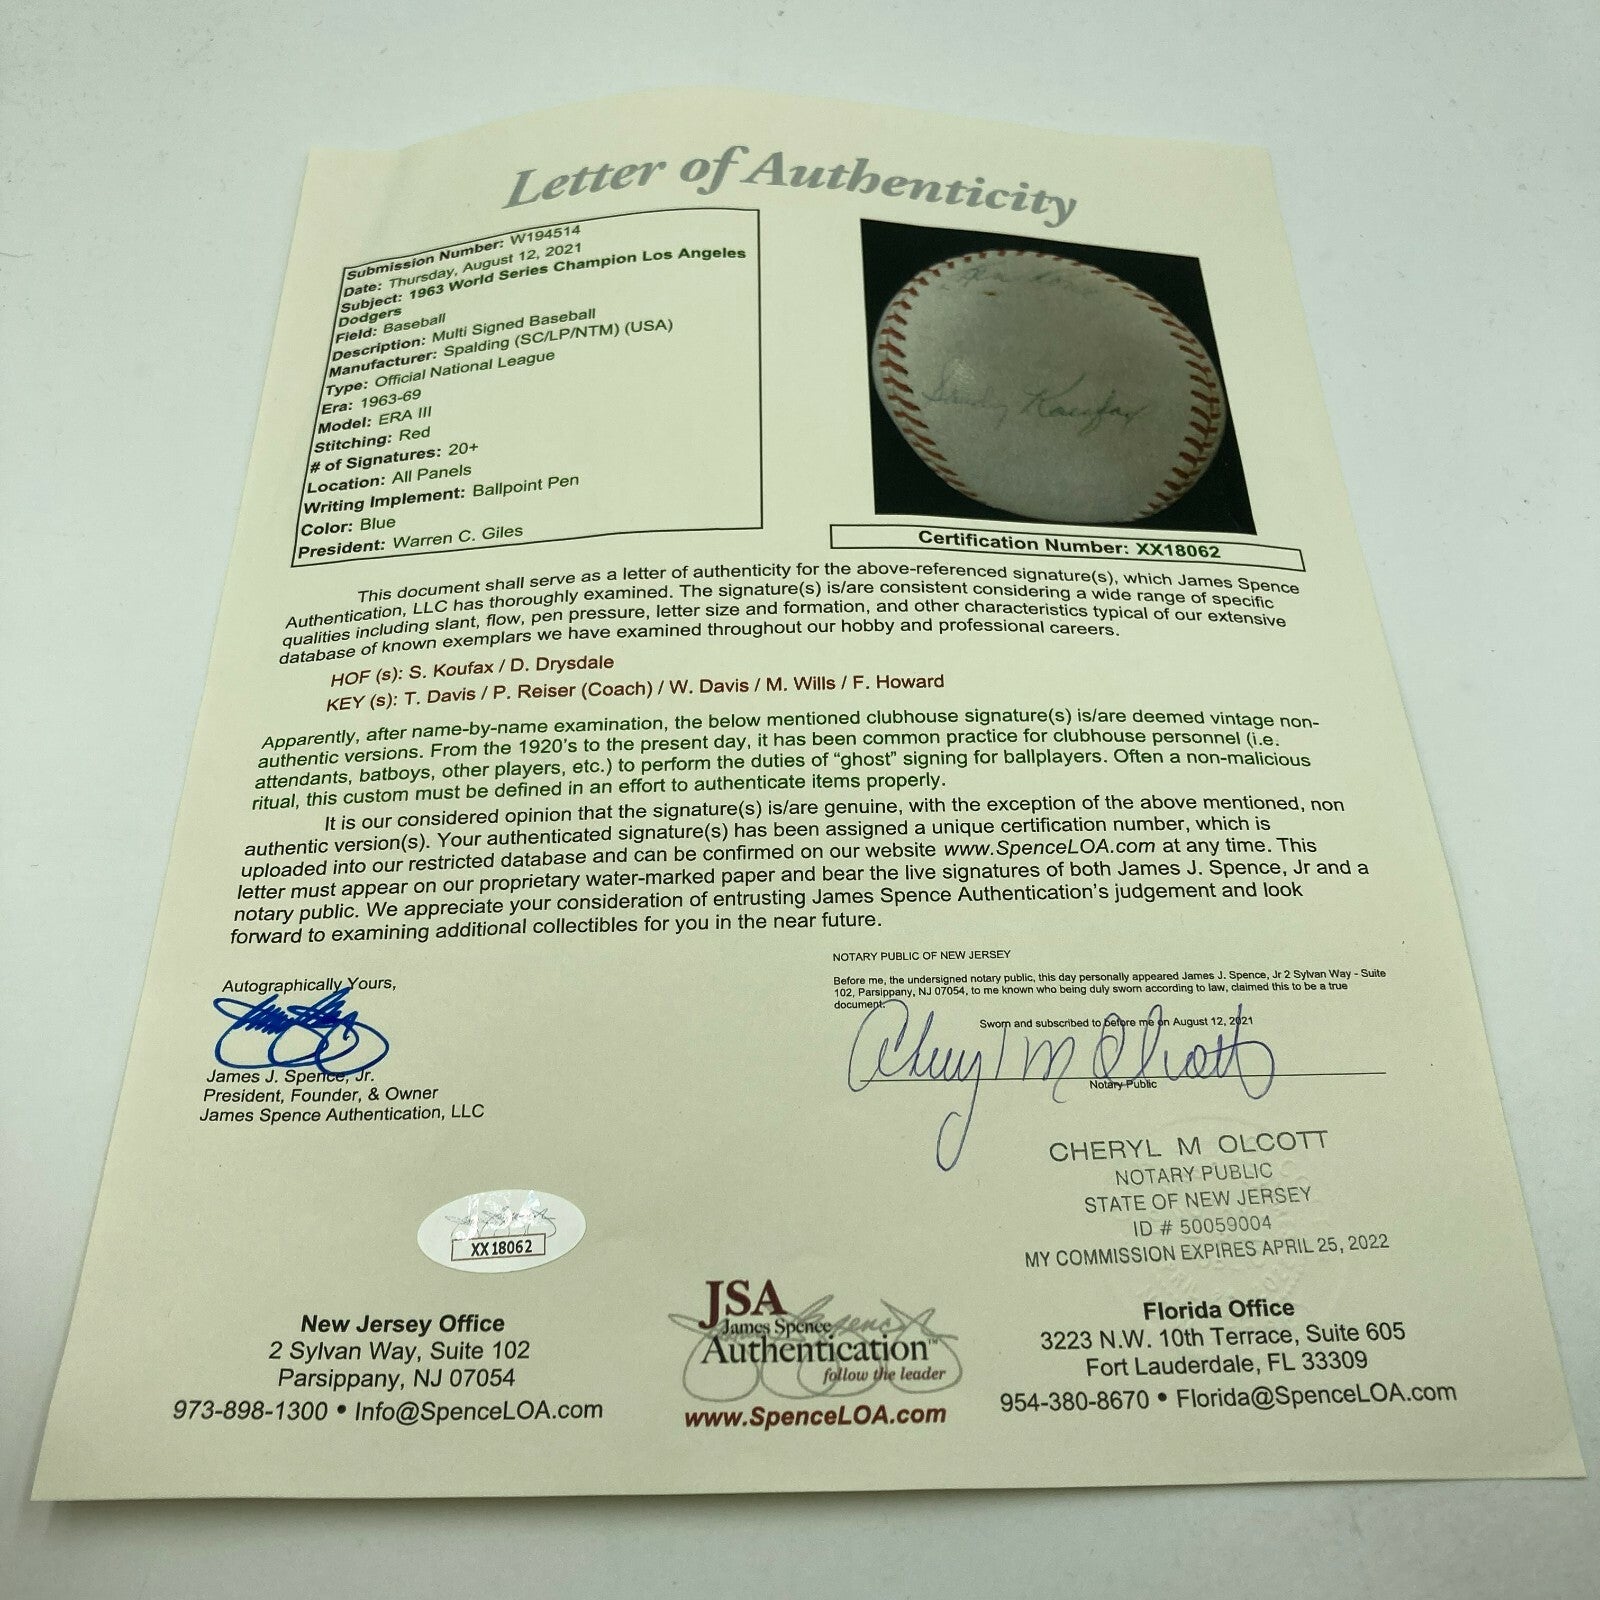 Letter of Authenticity
Submission Number: W194514
Date: Thursday, August 12, 2021
Subject: 1963 World Series Champion Los Angeles
Dodgers
Field: Baseball
Description: Multi Signed Baseball
Manufacturer: Spalding (SC/LP/NTM) (USA)
Type: Official National League
Era: 1963-69
Model: ERA III
Stitching: Red
# of Signatures: 20+
Location: All Panels
Writing Implement: Ballpoint Pen
Color: Blue
President: Warren C. Giles
Sandy Koufax
Certification Number: XX18062
This document shall serve as a letter of authenticity for the above-referenced signature(s), which James Spence
Authentication, LLC has thoroughly examined. The signature(s) is/are consistent considering a wide range of specific
qualities including slant, flow, pen pressure, letter size and formation, and other characteristics typical of our extensive
database of known exemplars we have examined throughout our hobby and professional careers.
HOF (s): S. Koufax / D. Drysdale
KEY (s): T. Davis / P. Reiser (Coach) / W. Davis / M. Wills / F. Howard
Apparently, after name-by-name examination, the below mentioned clubhouse signature(s) is/are deemed vintage non-
authentic versions. From the 1920's to the present day, it has been common practice for clubhouse personnel (i.e.
attendants, batboys, other players, etc.) to perform the duties of "ghost" signing for ballplayers. Often a non-malicious
ritual, this custom must be defined in an effort to authenticate items properly.
It is our considered opinion that the signature(s) is/are genuine, with the exception of the above mentioned, non
authentic version(s). Your authenticated signature(s) has been assigned a unique certification number, which is
uploaded into our restricted database and can be confirmed on our website www.SpenceLOA.com at any time. This
letter must appear on our proprietary water-marked paper and bear the live signatures of both James J. Spence, Jr and a
notary public. We appreciate your consideration of entrusting James Spence Authentication's judgement and look
forward to examining additional collectibles for you in the near future.
Autographically Yours,
James J. Spence, Jr.
President, Founder, & Owner
James Spence Authentication, LLC
NOTARY PUBLIC OF NEW JERSEY
Before me, the undersigned notary public, this day personally appeared James J. Spence, Jr 2 Sylvan Way - Suite
102, Parsippany, NJ 07054, to me known who being duly sworn according to law, claimed this to be a true
document.
Sworn and subscribed to before me on August 12, 2021
Cheryl M Olcott
Notary Public
CHERYL M OLCOTT
NOTARY PUBLIC
STATE OF NEW JERSEY
ID # 50059004
MY COMMISSION EXPIRES APRIL 25, 2022
XX18062
New Jersey Office
2 Sylvan Way, Suite 102
Parsippany, NJ 07054
973-898-1300 • Info@SpenceLOA.com
JSA
James Spence
Authentication™
follow the leader
www.SpenceLOA.com
Florida Office
3223 N.W. 10th Terrace, Suite 605
Fort Lauderdale, FL 33309
954-380-8670 • Florida@SpenceLOA.com